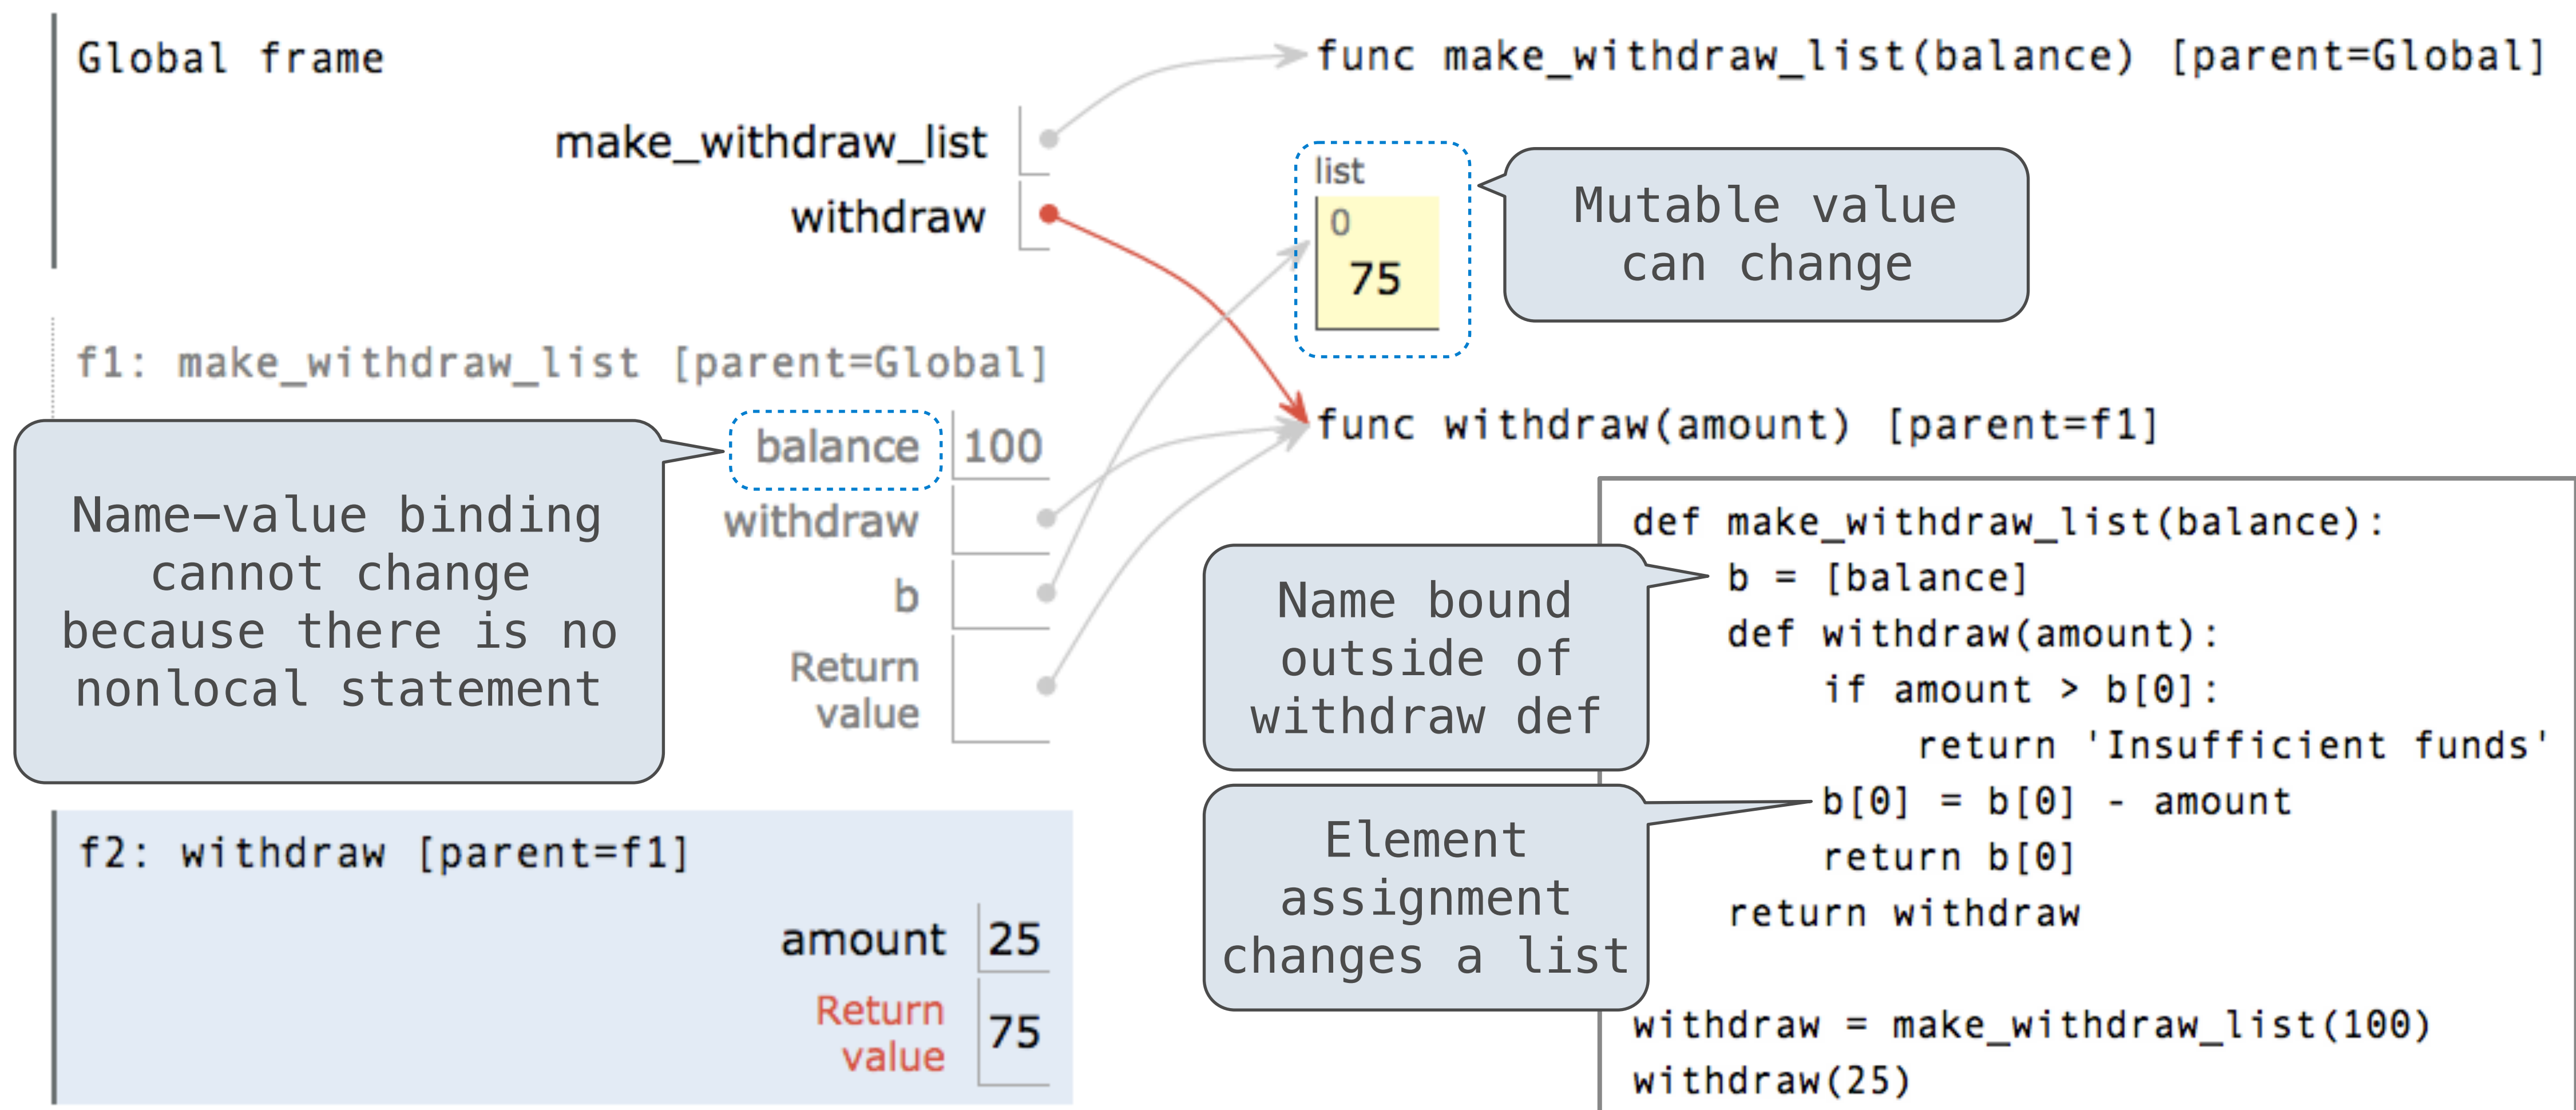 Global frame
make_withdraw_list
withdraw
func make_withdraw_list(balance) [parent=Global]
list
0
75
Mutable value
can change
f1: make_withdraw_list [parent=Global]
balance 100
withdraw
b
Return
value
func withdraw(amount) [parent=f1]
Name–value binding
cannot change
because there is no
nonlocal statement
f2: withdraw [parent=f1]
amount 25
Return
value 75
Name bound
outside of
withdraw def
Element
assignment
changes a list
def make_withdraw_list(balance):
    b = [balance]
    def withdraw(amount):
        if amount > b[0]:
            return 'Insufficient funds'
        b[0] = b[0] - amount
        return b[0]
    return withdraw
withdraw = make_withdraw_list(100)
withdraw(25)